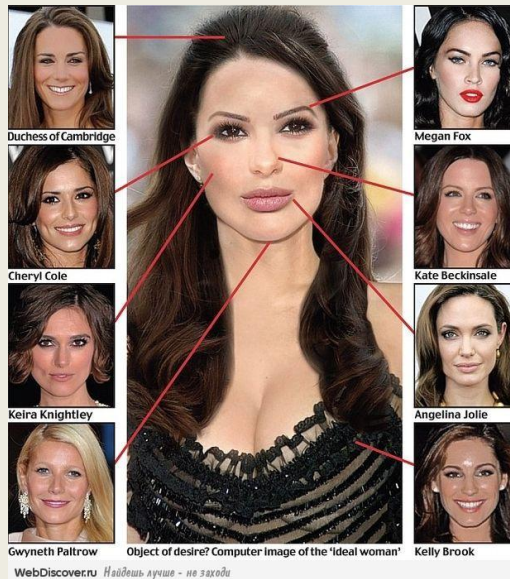 Duchess of Cambridge
Megan Fox
Cheryl Cole
Kate Beckinsale
Keira Knightley
Angelina Jolie
Gwyneth Paltrow
Object of desire? Computer image of the ‘ideal woman’
Kelly Brook
WebDiscover.ru Найдешь лучше - не заходи